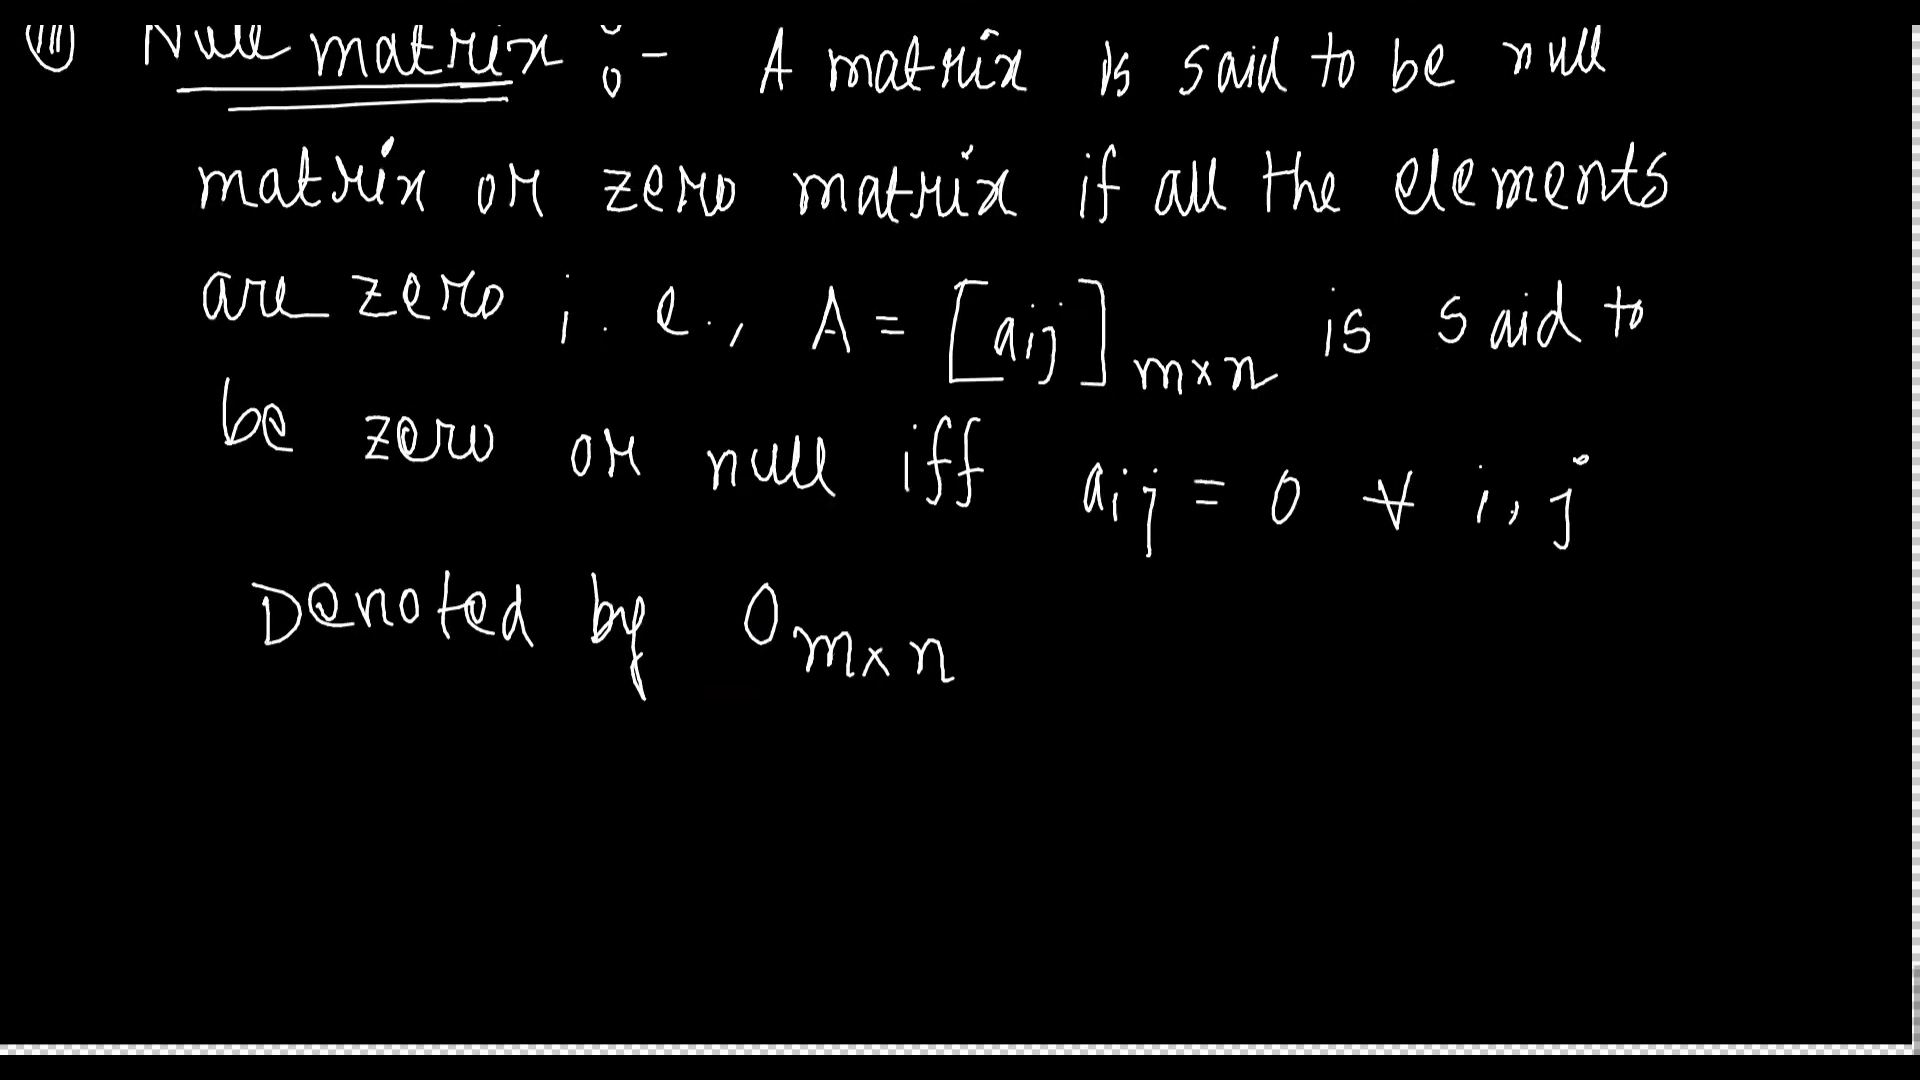 (iii) Null matrix :- A matrix is said to be null
matrix or zero matrix if all the elements
are zero i.e., A = [aij] m×n is said to
be zero or null iff aij = 0 ∀ i, j
Denoted by O m×n